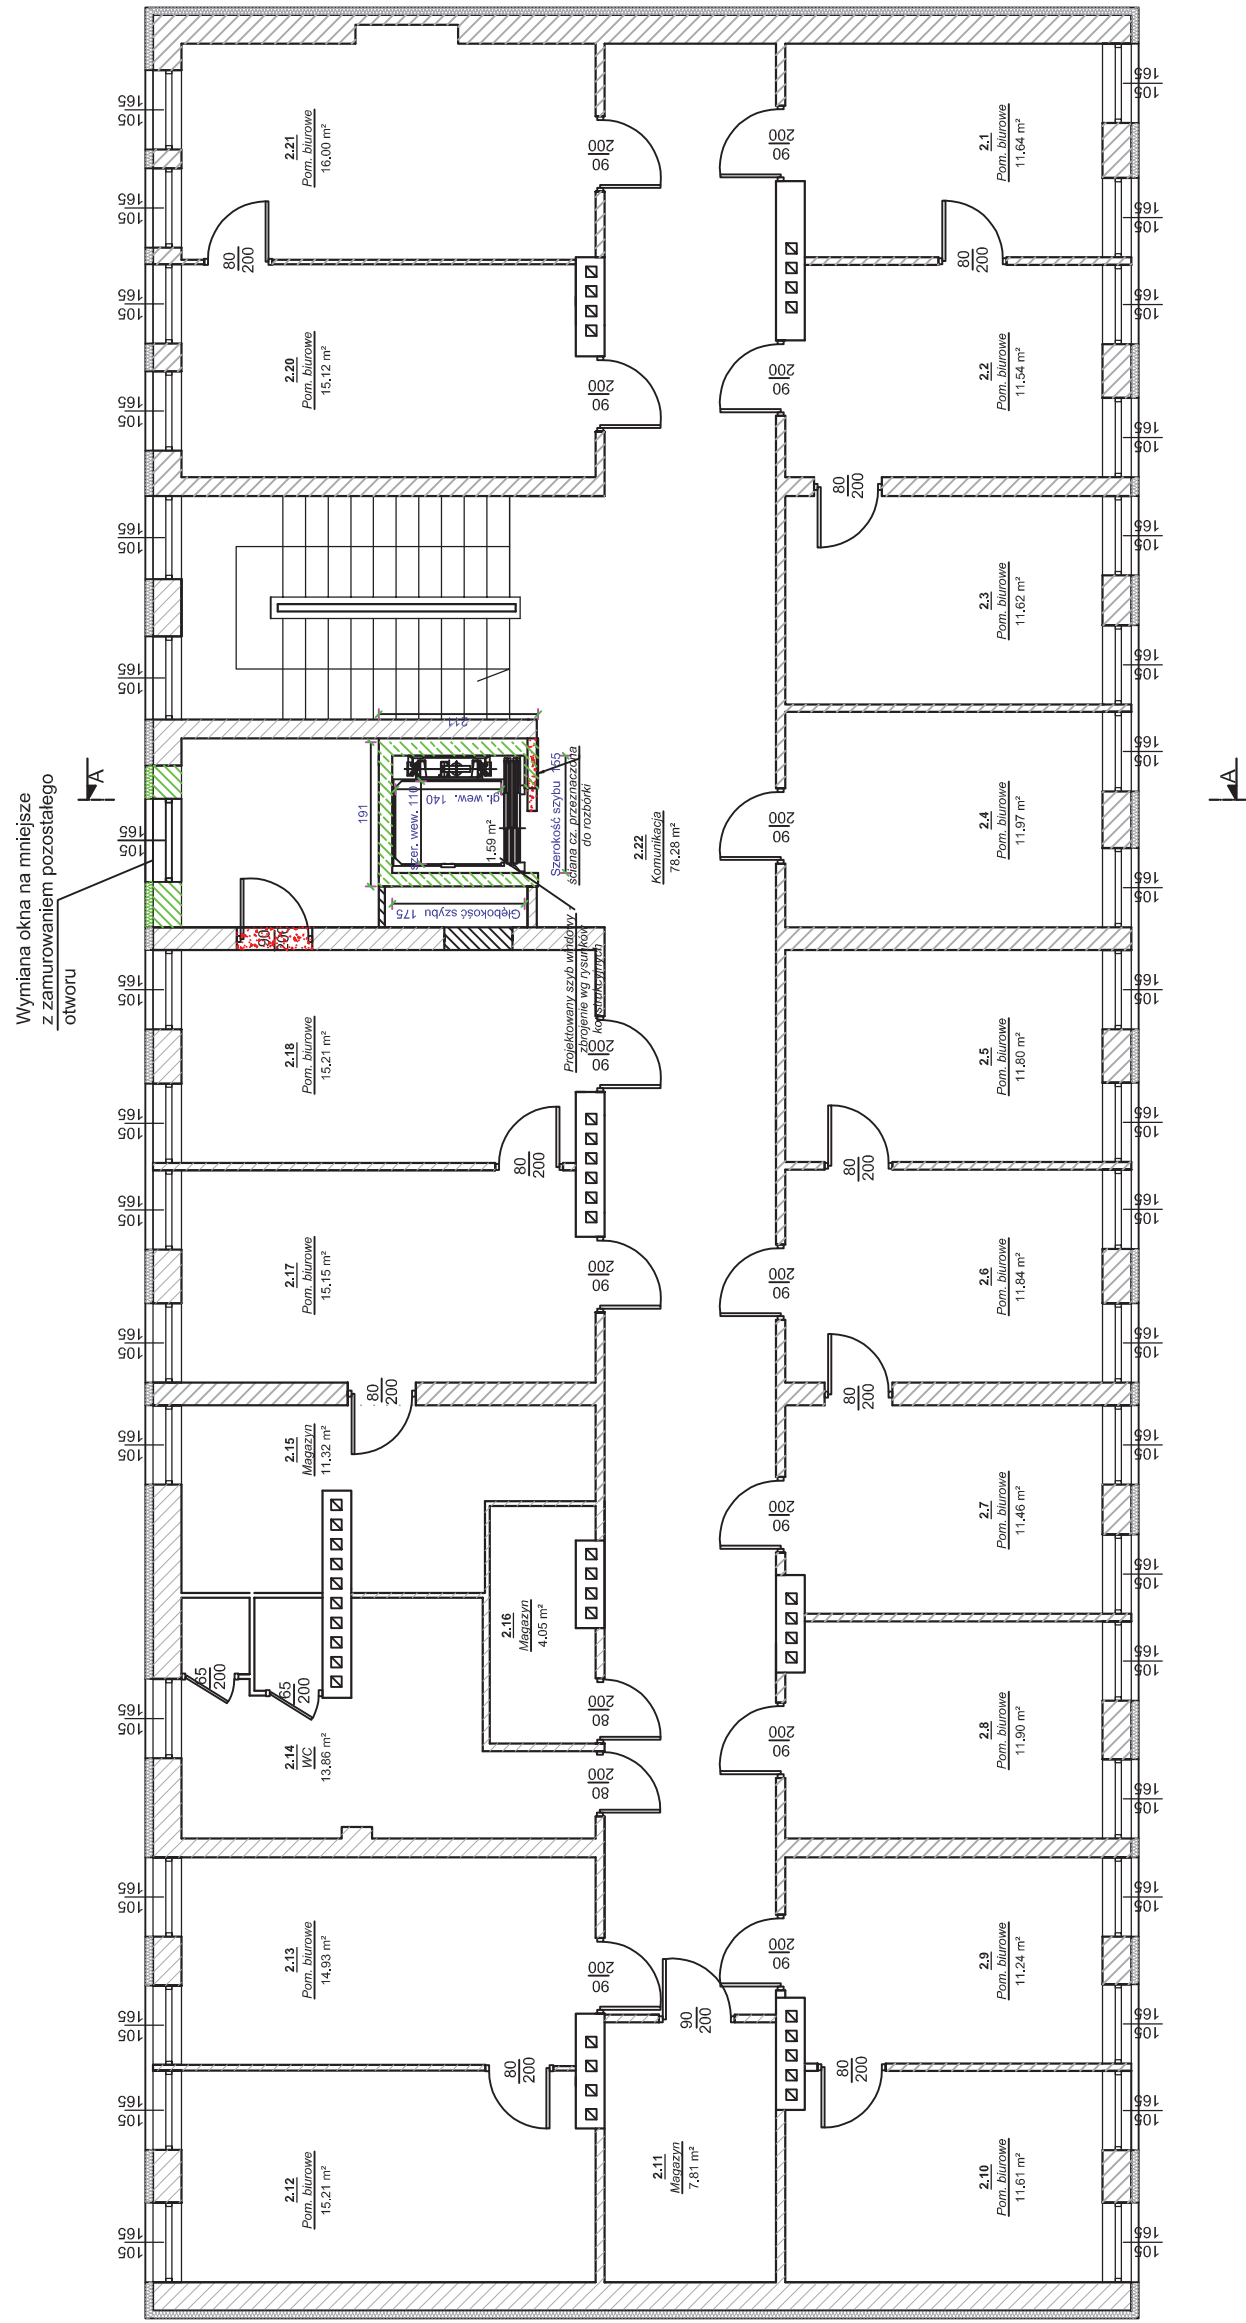 Wymiana okna na mniejsze
z zamurowaniem pozostałego
otworu
A
A
2.21
Pom. biurowe
16.00 m²
2.1
Pom. biurowe
11.64 m²
2.20
Pom. biurowe
15.12 m²
2.2
Pom. biurowe
11.54 m²
2.3
Pom. biurowe
11.62 m²
2.4
Pom. biurowe
11.97 m²
2.22
Komunikacja
78.28 m²
211
191
szer. wew. 110
gł. wew. 140
1.59 m²
Szerokość szybu 155
ściana cz. przeznaczona
do rozbórki
Głębokość szybu 175
Projektowany szyb windowy
zbrojenie wg rysunków
konstrukcyjnych
2.18
Pom. biurowe
15.21 m²
2.5
Pom. biurowe
11.80 m²
2.17
Pom. biurowe
15.15 m²
2.6
Pom. biurowe
11.84 m²
2.15
Magazyn
11.32 m²
2.7
Pom. biurowe
11.46 m²
2.16
Magazyn
4.05 m²
2.14
WC
13.86 m²
2.8
Pom. biurowe
11.90 m²
2.13
Pom. biurowe
14.93 m²
2.9
Pom. biurowe
11.24 m²
2.12
Pom. biurowe
15.21 m²
2.11
Magazyn
7.81 m²
2.10
Pom. biurowe
11.61 m²
165
105
90
200
80
200
65
200